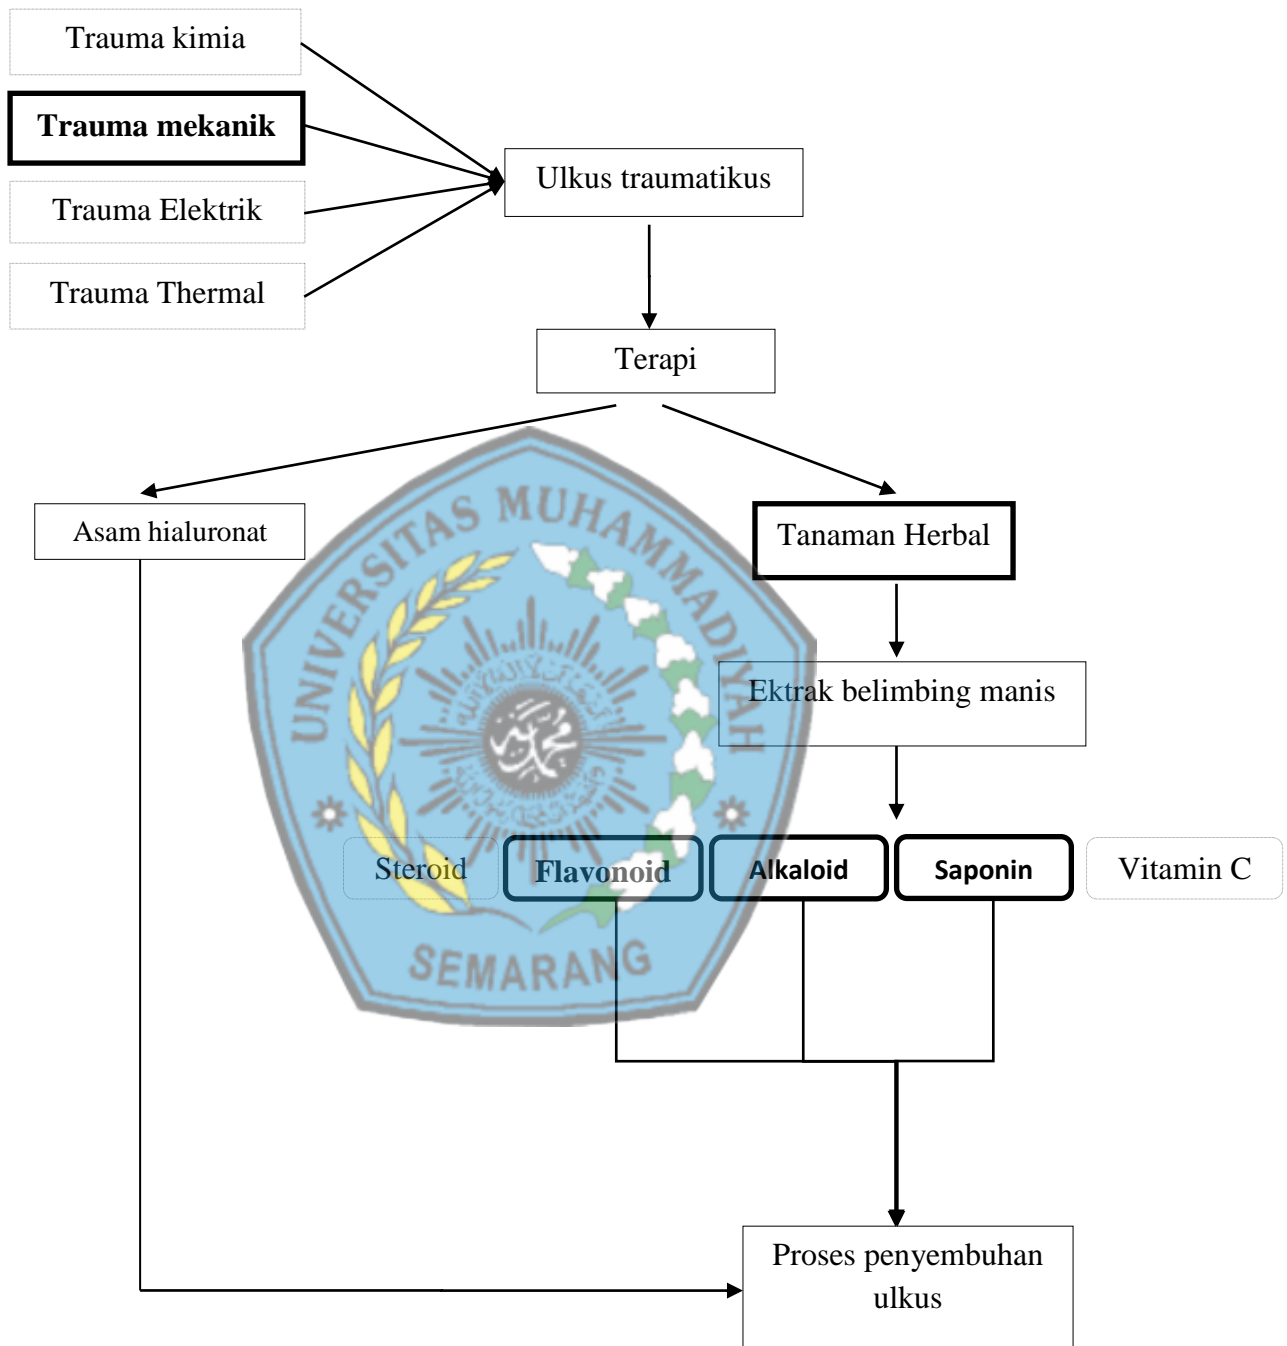 Trauma kimia
Trauma mekanik
Trauma Elektrik
Trauma Thermal
Ulkus traumatikus
Terapi
Asam hialuronat
Tanaman Herbal
Ektrak belimbing manis
Steroid
Flavonoid
Alkaloid
Saponin
Vitamin C
Proses penyembuhan
ulkus
UNIVERSITAS MUHAMMADIYAH
SEMARANG